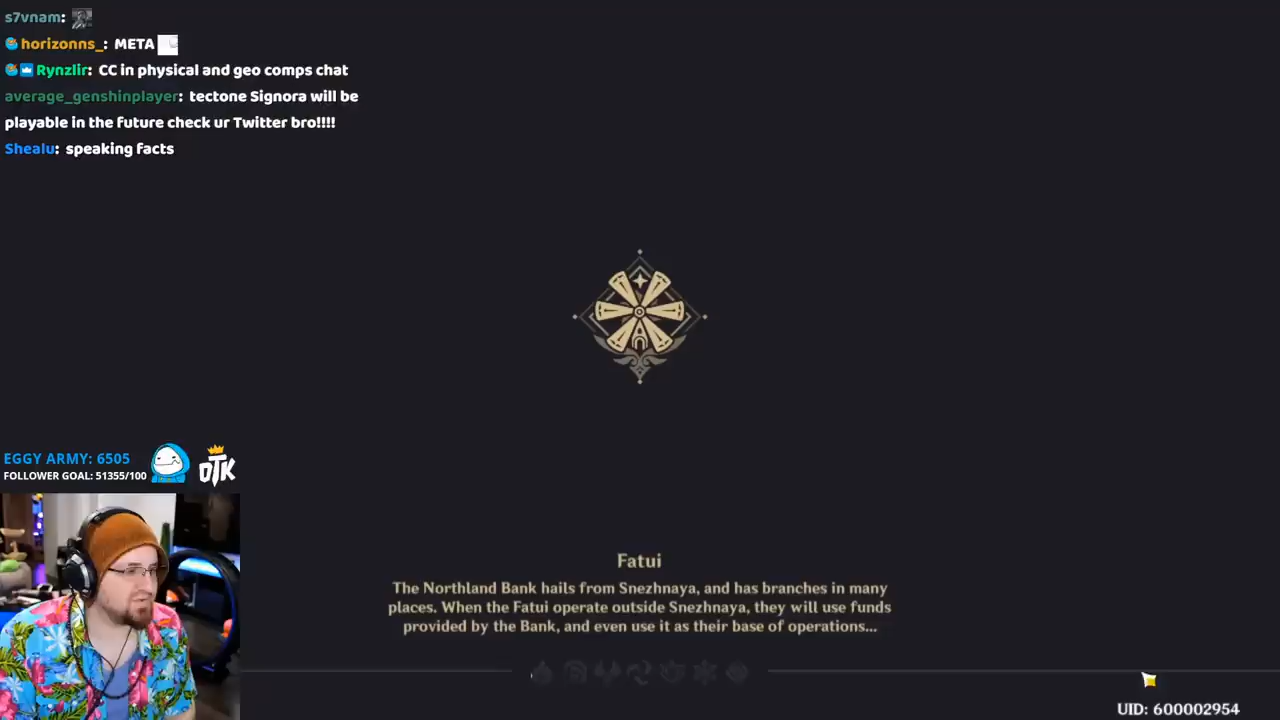 s7vnam:
horizonns_: META
Rynzlir: CC in physical and geo comps chat
average_genshinplayer: tectone Signora will be
playable in the future check ur Twitter bro!!!!
Shealu: speaking facts
EGGY ARMY: 6505
FOLLOWER GOAL: 51355/100
OTK
Fatui
The Northland Bank hails from Snezhnaya, and has branches in many
places. When the Fatui operate outside Snezhnaya, they will use funds
provided by the Bank, and even use it as their base of operations...
UID: 600002954